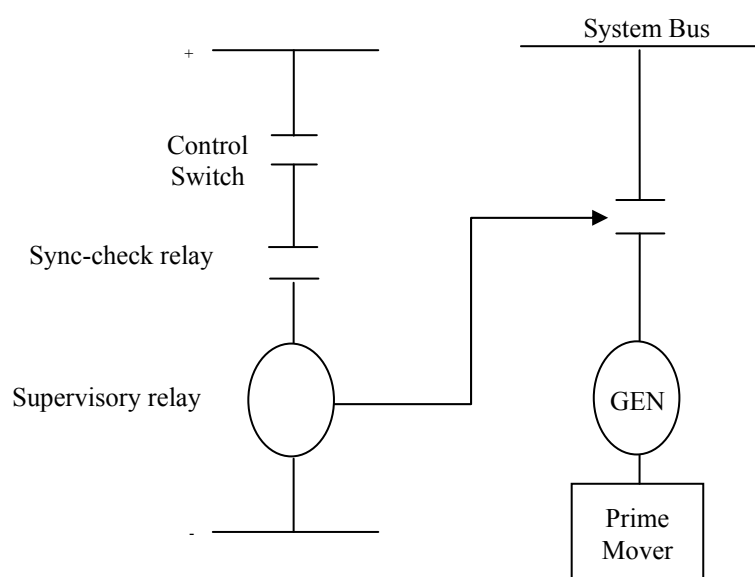 System Bus
+
Control
Switch
Sync-check relay
Supervisory relay
GEN
-
Prime
Mover